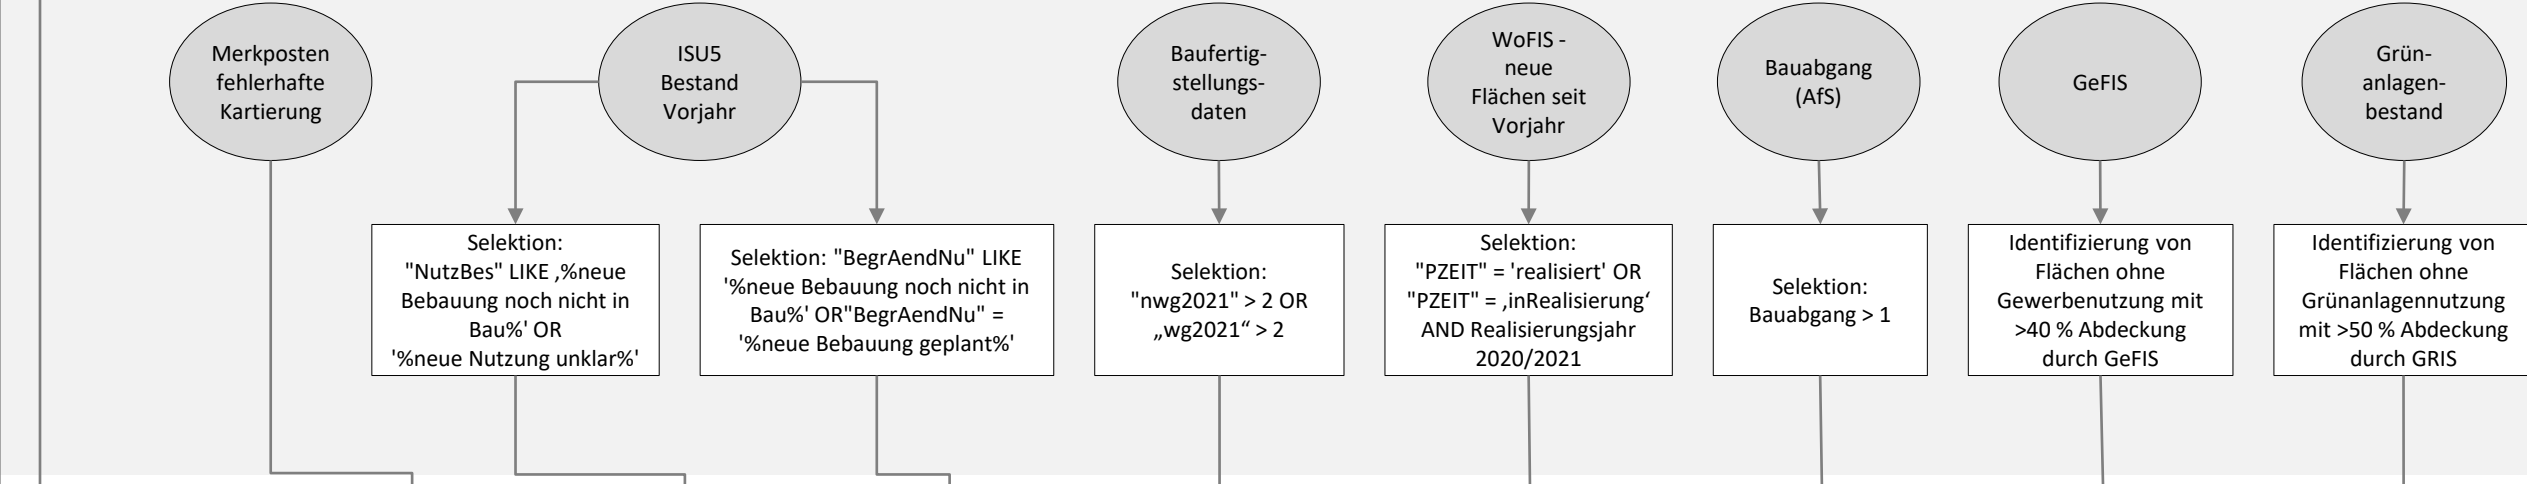 Merkposten
fehlerhafte
Kartierung
ISU5
Bestand
Vorjahr
Baufertig-
stellungs-
daten
WoFIS -
neue
Flächen seit
Vorjahr
Bauabgang
(AfS)
GeFIS
Grün-
anlagen-
bestand
Selektion:
"NutzBes" LIKE ‚%neue
Bebauung noch nicht in
Bau%' OR
'%neue Nutzung unklar%'
Selektion: "BegrAendNu" LIKE
'%neue Bebauung noch nicht in
Bau%' OR"BegrAendNu" =
'%neue Bebauung geplant%'
Selektion:
"nwg2021" > 2 OR
„wg2021“ > 2
Selektion:
"PZEIT" = 'realisiert' OR
"PZEIT" = ‚inRealisierung‘
AND Realisierungsjahr
2020/2021
Selektion:
Bauabgang > 1
Identifizierung von
Flächen ohne
Gewerbenutzung mit
>40 % Abdeckung
durch GeFIS
Identifizierung von
Flächen ohne
Grünanlagennutzung
mit >50 % Abdeckung
durch GRIS